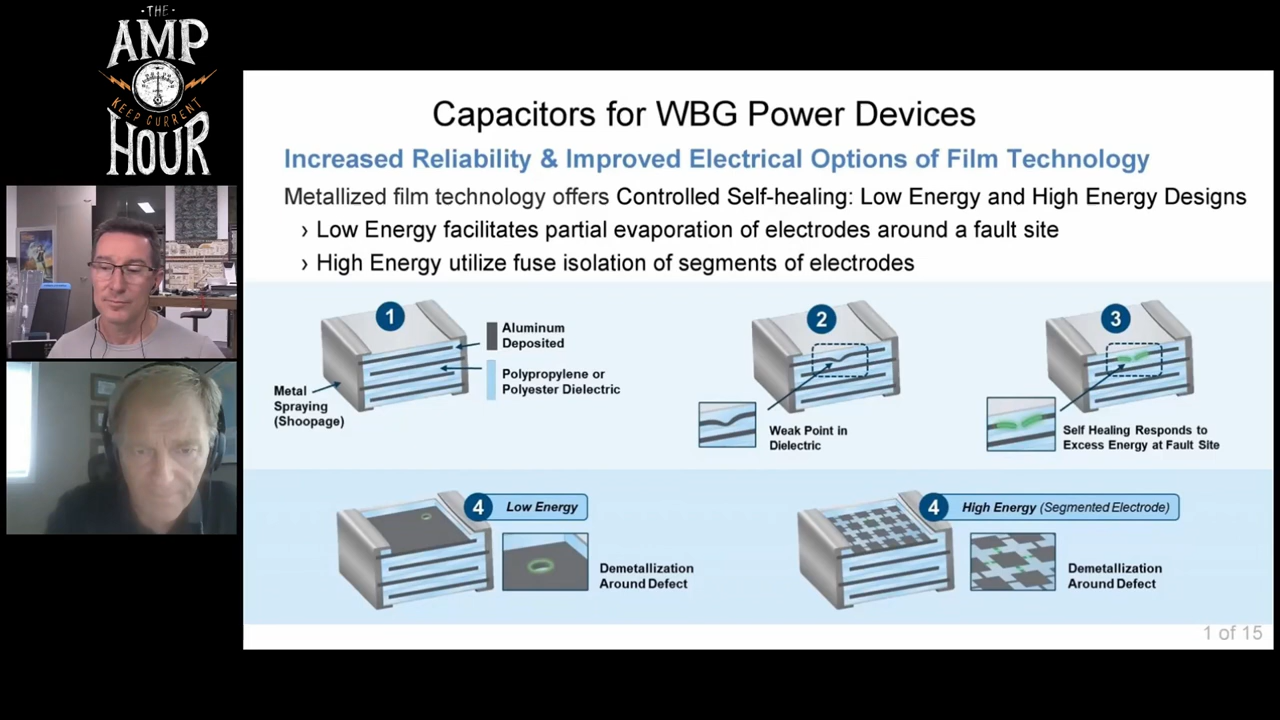 ·THE·
AMP
KEEP CURRENT
HOUR
Capacitors for WBG Power Devices
Increased Reliability & Improved Electrical Options of Film Technology
Metallized film technology offers Controlled Self-healing: Low Energy and High Energy Designs
› Low Energy facilitates partial evaporation of electrodes around a fault site
› High Energy utilize fuse isolation of segments of electrodes
1
Aluminum
Deposited
Polypropylene or
Polyester Dielectric
Metal
Spraying
(Shoopage)
2
Weak Point in
Dielectric
3
Self Healing Responds to
Excess Energy at Fault Site
4 Low Energy
Demetallization
Around Defect
4 High Energy (Segmented Electrode)
Demetallization
Around Defect
1 of 15